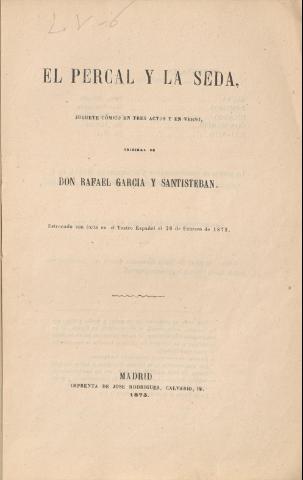 L V-6
EL PERCAL Y LA SEDA,
JUGUETE CÓMICO EN TRES ACTOS Y EN VERSO,
ORIGINAL DE
DON RAFAEL GARCIA Y SANTISTEBAN.
Estrenado con éxito en el Teatro Español el 28 de Febrero de 1873.
MADRID
IMPRENTA DE JOSÉ RODRIGUEZ, CALVARIO, 18.
1873.